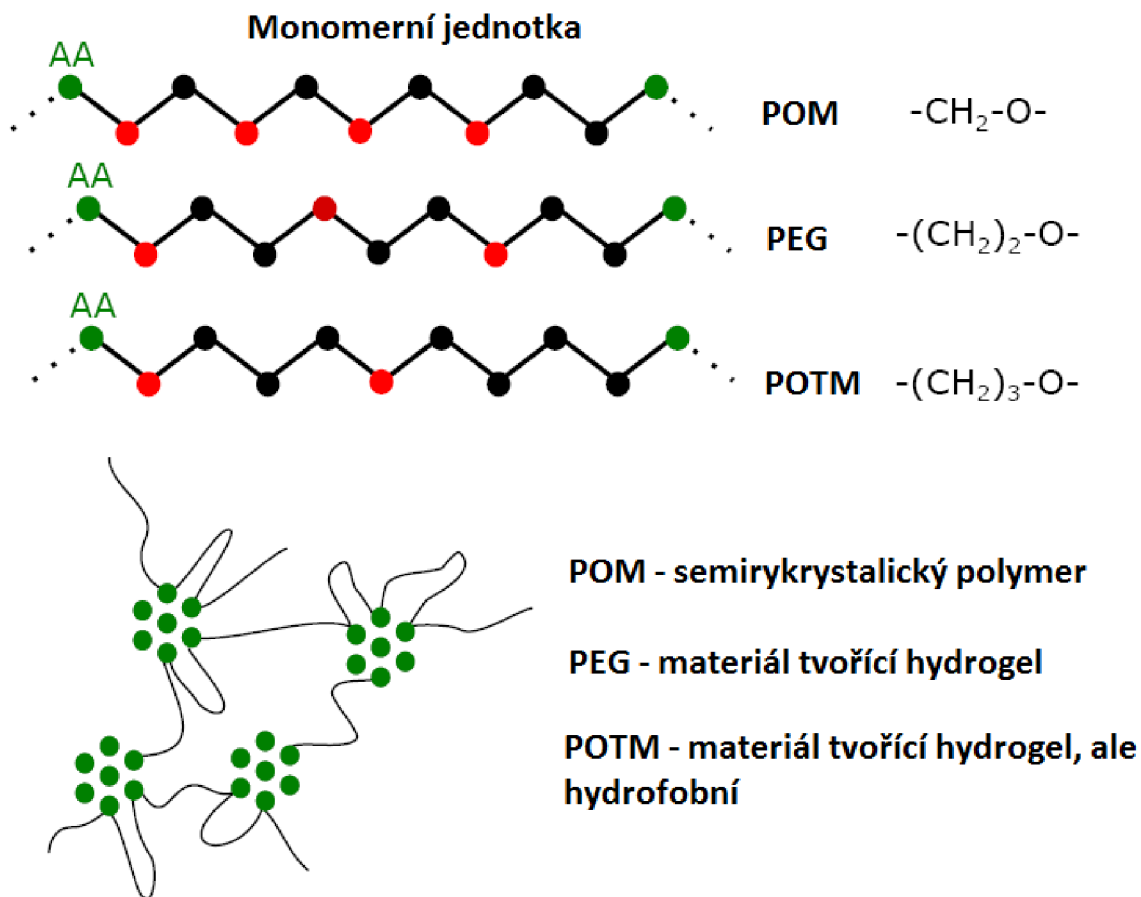 Monomerní jednotka
AA
POM -CH₂-O-
AA
PEG -(CH₂)₂-O-
AA
POTM -(CH₂)₃-O-
POM - semirykrystalický polymer
PEG - materiál tvořící hydrogel
POTM - materiál tvořící hydrogel, ale
hydrofobní